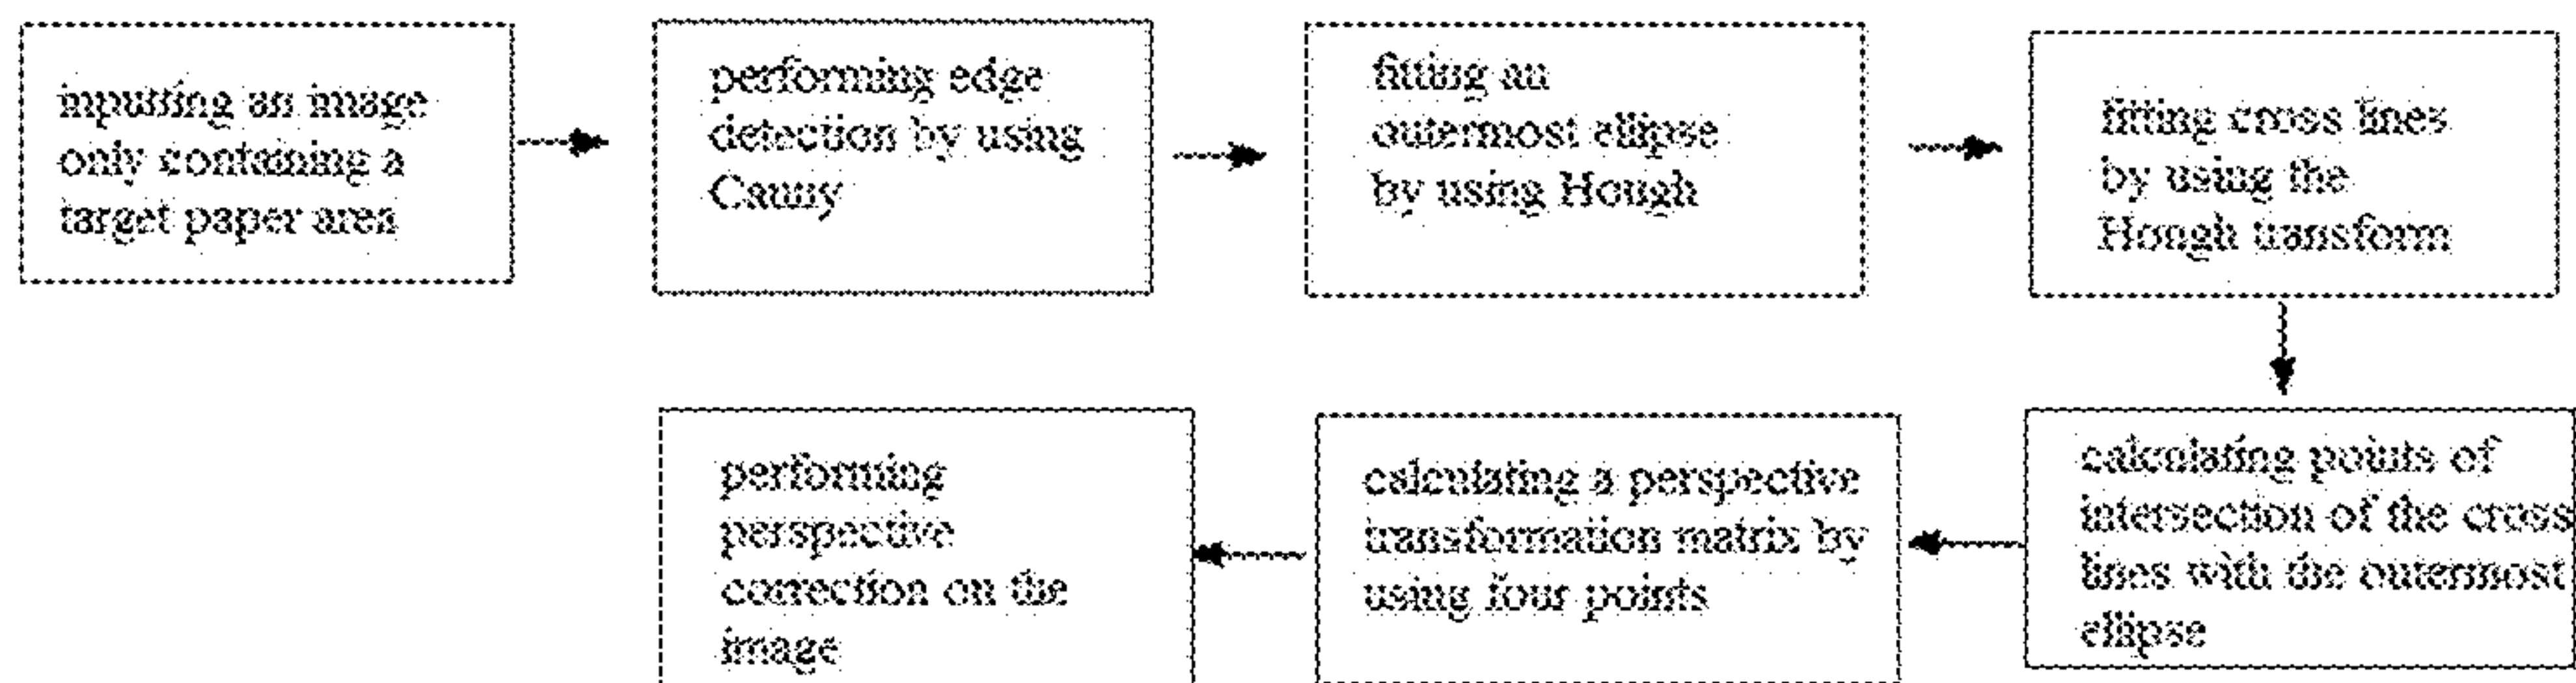 inputting an image
only containing a
target paper area
performing edge
detection by using
Canny
fitting an
outermost ellipse
by using Hough
fitting cross lines
by using the
Hough transform
calculating points of
intersection of the cross
lines with the outermost
ellipse
calculating a perspective
transformation matrix by
using four points
performing
perspective
correction on the
image